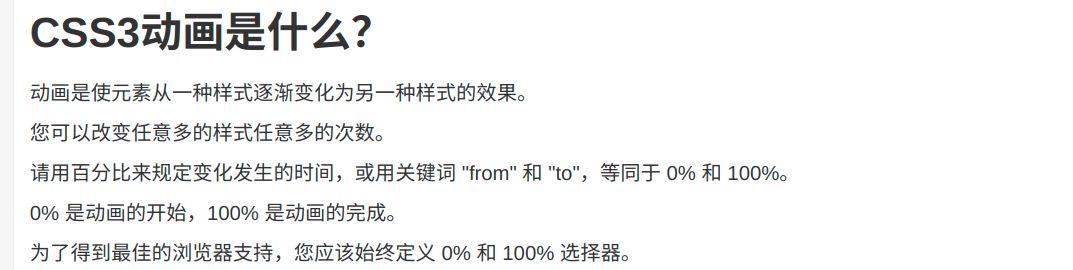 CSS3动画是什么？
动画是使元素从一种样式逐渐变化为另一种样式的效果。
您可以改变任意多的样式任意多的次数。
请用百分比来规定变化发生的时间，或用关键词 "from" 和 "to"，等同于 0% 和 100%。
0% 是动画的开始，100% 是动画的完成。
为了得到最佳的浏览器支持，您应该始终定义 0% 和 100% 选择器。